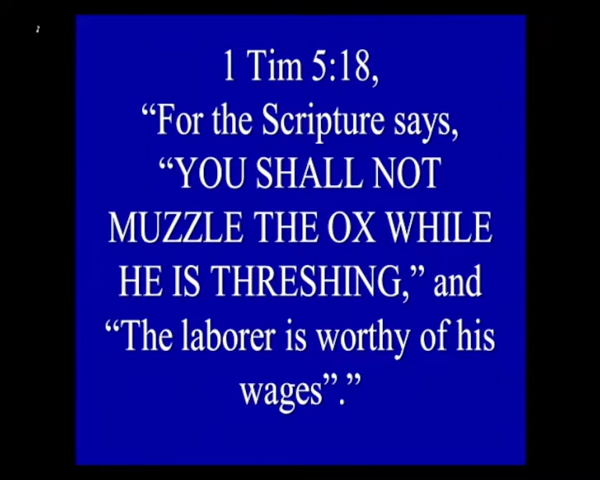 1 Tim 5:18,
“For the Scripture says,
“YOU SHALL NOT
MUZZLE THE OX WHILE
HE IS THRESHING,” and
“The laborer is worthy of his
wages”.”